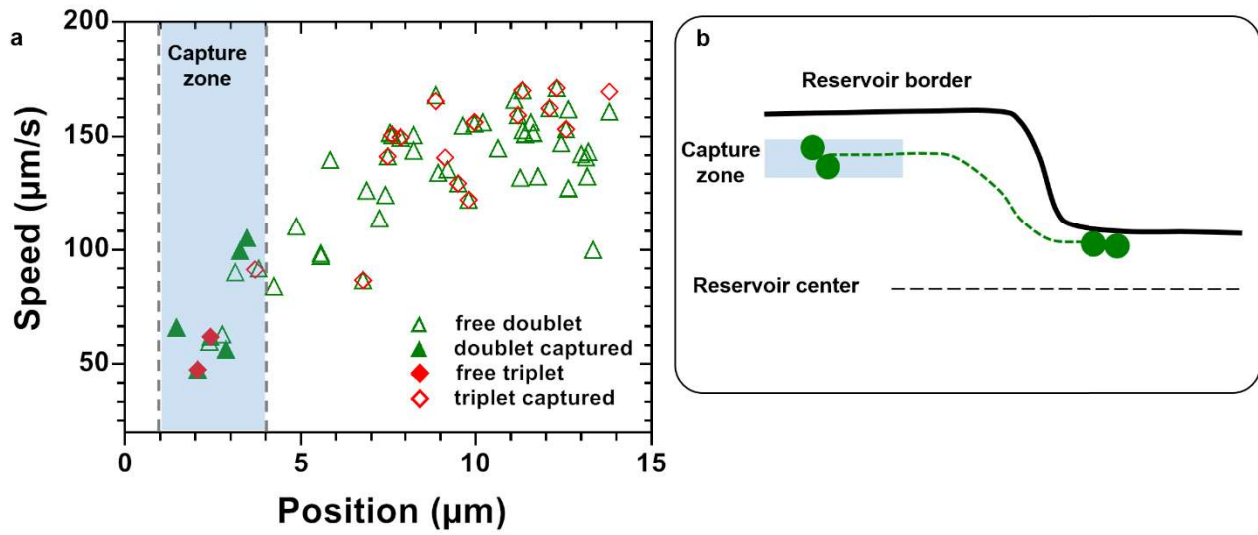 a
200
150
100
50
Speed (µm/s)
Capture
zone
free doublet
doublet captured
free triplet
triplet captured
0
5
10
15
Position (µm)
b
Reservoir border
Capture
zone
Reservoir center